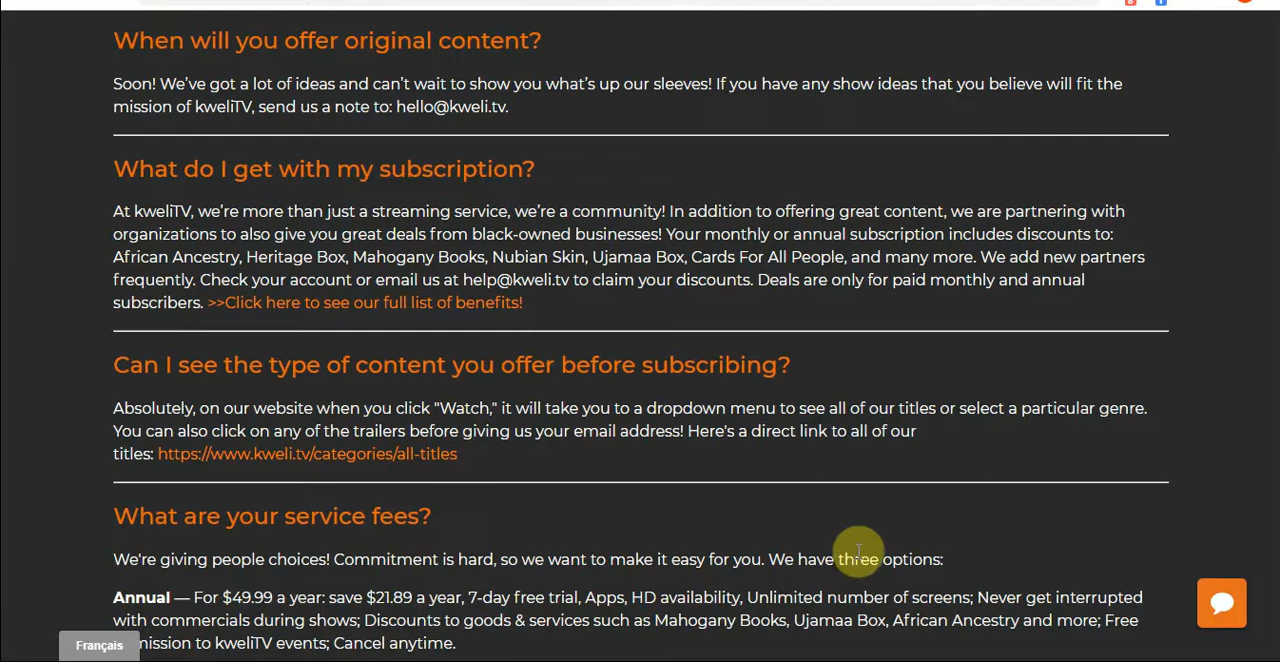 When will you offer original content?
Soon! We've got a lot of ideas and can't wait to show you what's up our sleeves! If you have any show ideas that you believe will fit the
mission of kweliTV, send us a note to: hello@kweli.tv.
What do I get with my subscription?
At kweliTV, we're more than just a streaming service, we're a community! In addition to offering great content, we are partnering with
organizations to also give you great deals from black-owned businesses! Your monthly or annual subscription includes discounts to:
African Ancestry, Heritage Box, Mahogany Books, Nubian Skin, Ujamaa Box, Cards For All People, and many more. We add new partners
frequently. Check your account or email us at help@kweli.tv to claim your discounts. Deals are only for paid monthly and annual
subscribers. >>Click here to see our full list of benefits!
Can I see the type of content you offer before subscribing?
Absolutely, on our website when you click "Watch," it will take you to a dropdown menu to see all of our titles or select a particular genre.
You can also click on any of the trailers before giving us your email address! Here's a direct link to all of our
titles: https://www.kweli.tv/categories/all-titles
What are your service fees?
We're giving people choices! Commitment is hard, so we want to make it easy for you. We have three options:
Annual — For $49.99 a year: save $21.89 a year, 7-day free trial, Apps, HD availability, Unlimited number of screens; Never get interrupted
with commercials during shows; Discounts to goods & services such as Mahogany Books, Ujamaa Box, African Ancestry and more; Free
mission to kweliTV events; Cancel anytime.
Français